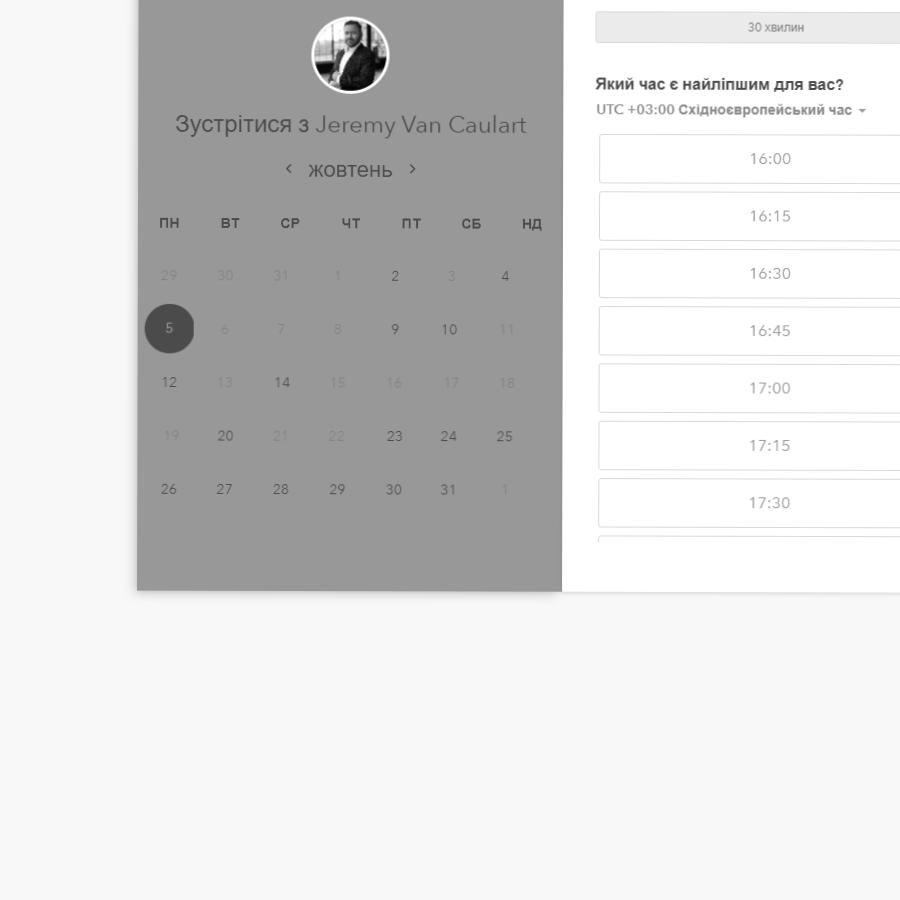 Зустрітися з Jeremy Van Caulart
жовтень
ПН ВТ СР ЧТ ПТ СБ НД
29 30 31 1 2 3 4
5 6 7 8 9 10 11
12 13 14 15 16 17 18
19 20 21 22 23 24 25
26 27 28 29 30 31 1
30 хвилин
Який час є найліпшим для вас?
UTC +03:00 Східноєвропейський час
16:00
16:15
16:30
16:45
17:00
17:15
17:30